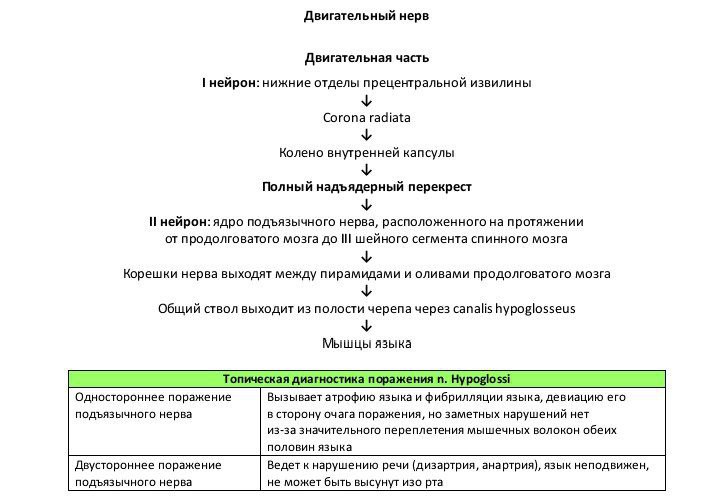 Двигательный нерв
Двигательная часть
I нейрон: нижние отделы прецентральной извилины
↓
Corona radiata
↓
Колено внутренней капсулы
↓
Полный надъядерный перекрест
↓
II нейрон: ядро подъязычного нерва, расположенного на протяжении
от продолговатого мозга до III шейного сегмента спинного мозга
↓
Корешки нерва выходят между пирамидами и оливами продолговатого мозга
↓
Общий ствол выходит из полости черепа через canalis hypoglosseus
↓
Мышцы языка
Топическая диагностика поражения n. Hypoglossi
Одностороннее поражение
подъязычного нерва
Вызывает атрофию языка и фибрилляции языка, девиацию его
в сторону очага поражения, но заметных нарушений нет
из-за значительного переплетения мышечных волокон обеих
половин языка
Двустороннее поражение
подъязычного нерва
Ведет к нарушению речи (дизартрия, анартрия), язык неподвижен,
не может быть высунут изо рта